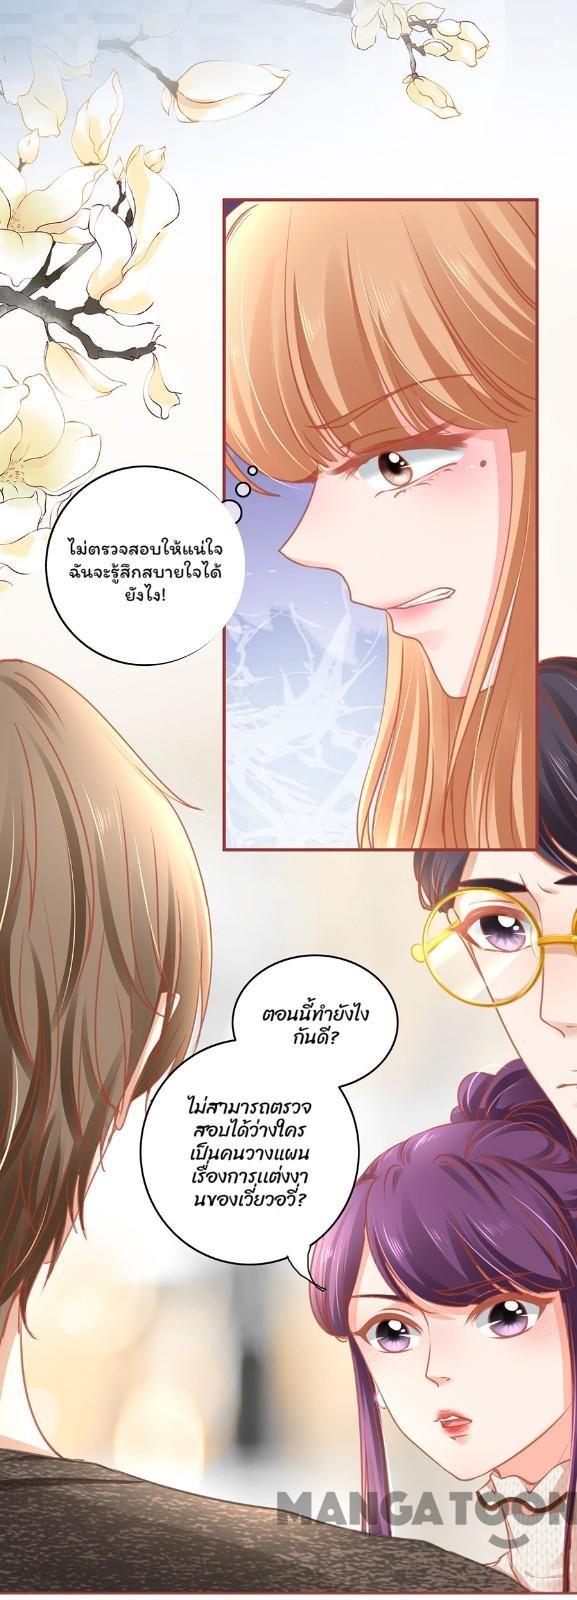 ไม่ตรวจสอบให้แน่ใจ
ฉันจะรู้สึกสบายใจได้
ยังไง!
ตอนนี้ทำยังไง
กันดี?
ไม่สามารถตรวจ
สอบได้ว่าใคร
เป็นคนวางแผน
เรื่องการแต่งงา
นของเวี่ยวอวี่?
MANGATOON